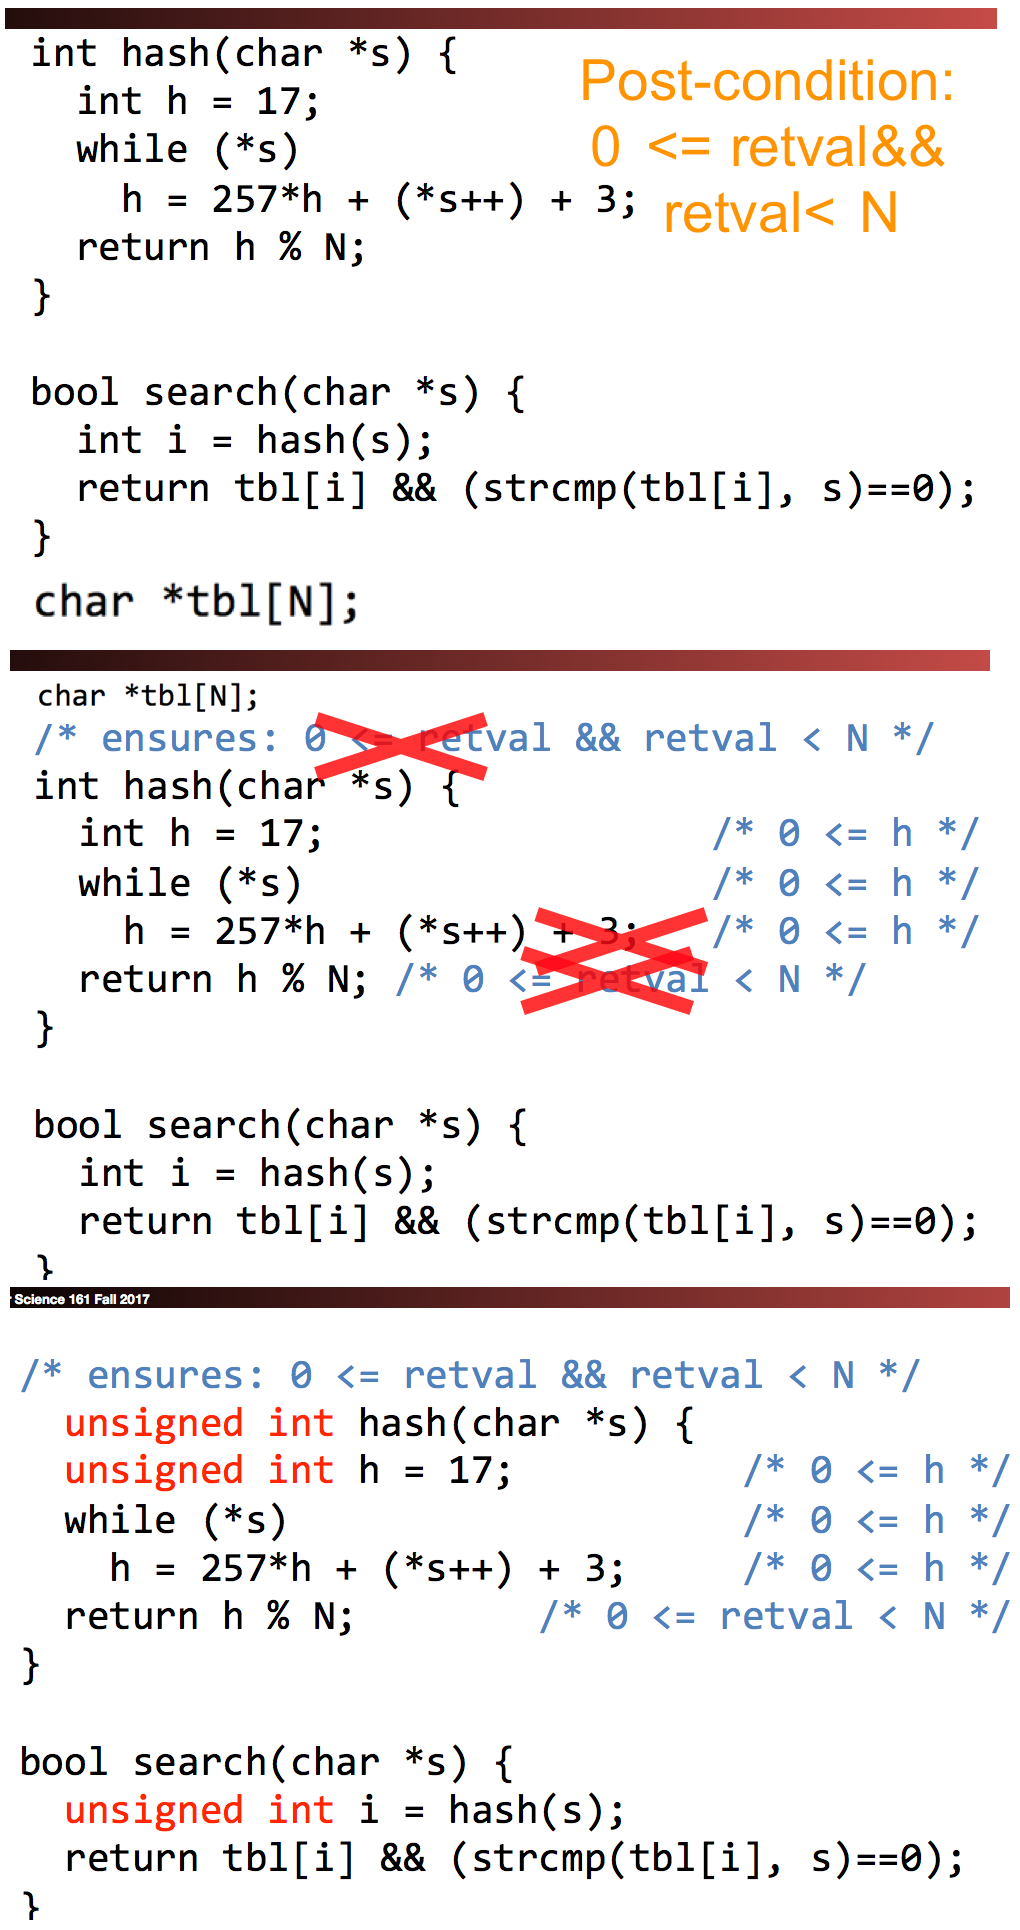 int hash(char *s) {
  int h = 17;
  while (*s)
    h = 257*h + (*s++) + 3;
  return h % N;
}
Post-condition:
0 <= retval&&
retval< N
bool search(char *s) {
  int i = hash(s);
  return tbl[i] && (strcmp(tbl[i], s)==0);
}
char *tbl[N];
char *tbl[N];
/* ensures: 0 <= retval && retval < N */
int hash(char *s) {
  int h = 17; /* 0 <= h */
  while (*s) /* 0 <= h */
    h = 257*h + (*s++) + 3; /* 0 <= h */
  return h % N; /* 0 <= retval < N */
}
bool search(char *s) {
  int i = hash(s);
  return tbl[i] && (strcmp(tbl[i], s)==0);
}
r Science 161 Fall 2017
/* ensures: 0 <= retval && retval < N */
  unsigned int hash(char *s) {
  unsigned int h = 17; /* 0 <= h */
  while (*s) /* 0 <= h */
    h = 257*h + (*s++) + 3; /* 0 <= h */
  return h % N; /* 0 <= retval < N */
}
bool search(char *s) {
  unsigned int i = hash(s);
  return tbl[i] && (strcmp(tbl[i], s)==0);
}